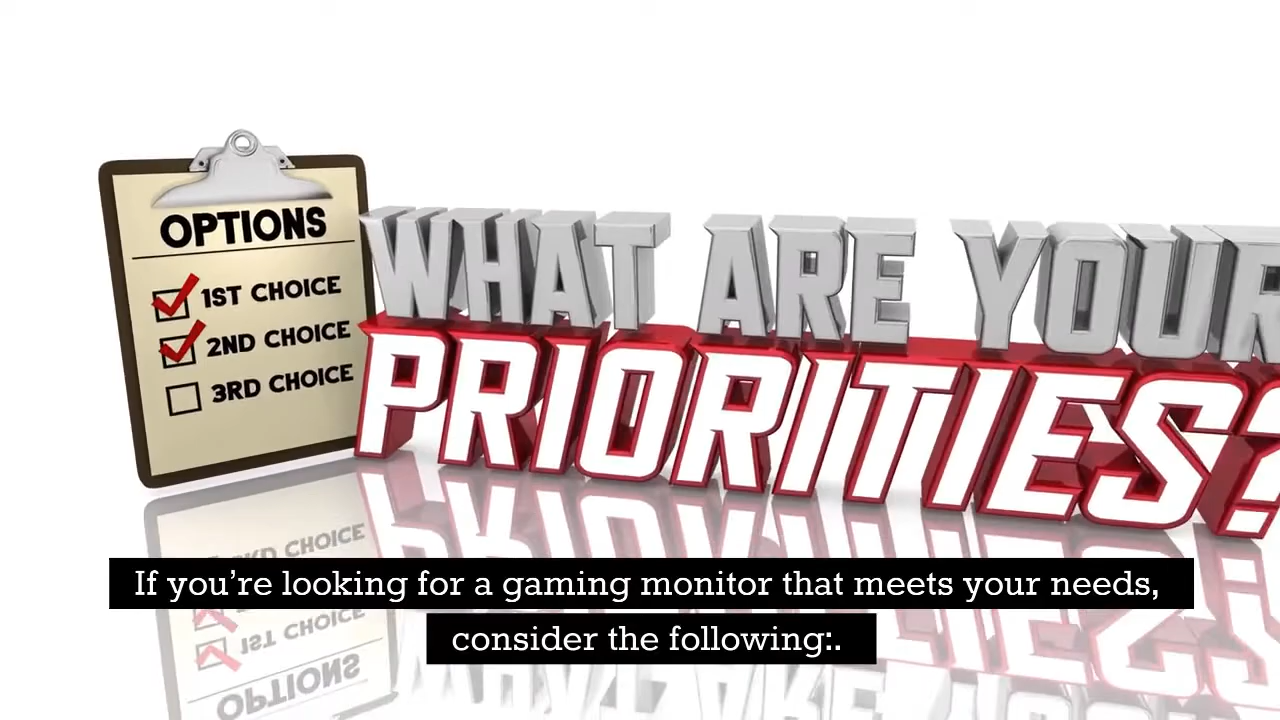 OPTIONS
1ST CHOICE
2ND CHOICE
3RD CHOICE
WHAT ARE YOUR
PRIORITIES?
If you’re looking for a gaming monitor that meets your needs,
consider the following:.